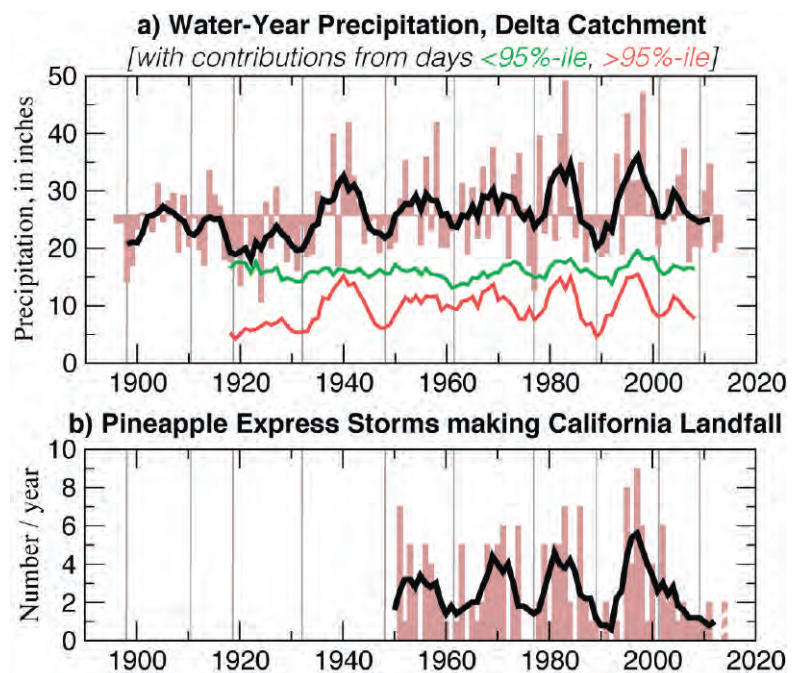 a) Water-Year Precipitation, Delta Catchment
[with contributions from days <95%-ile, >95%-ile]
Precipitation, in inches
50
40
30
20
10
0
1900 1920 1940 1960 1980 2000 2020
b) Pineapple Express Storms making California Landfall
Number / year
10
8
6
4
2
0
1900 1920 1940 1960 1980 2000 2020